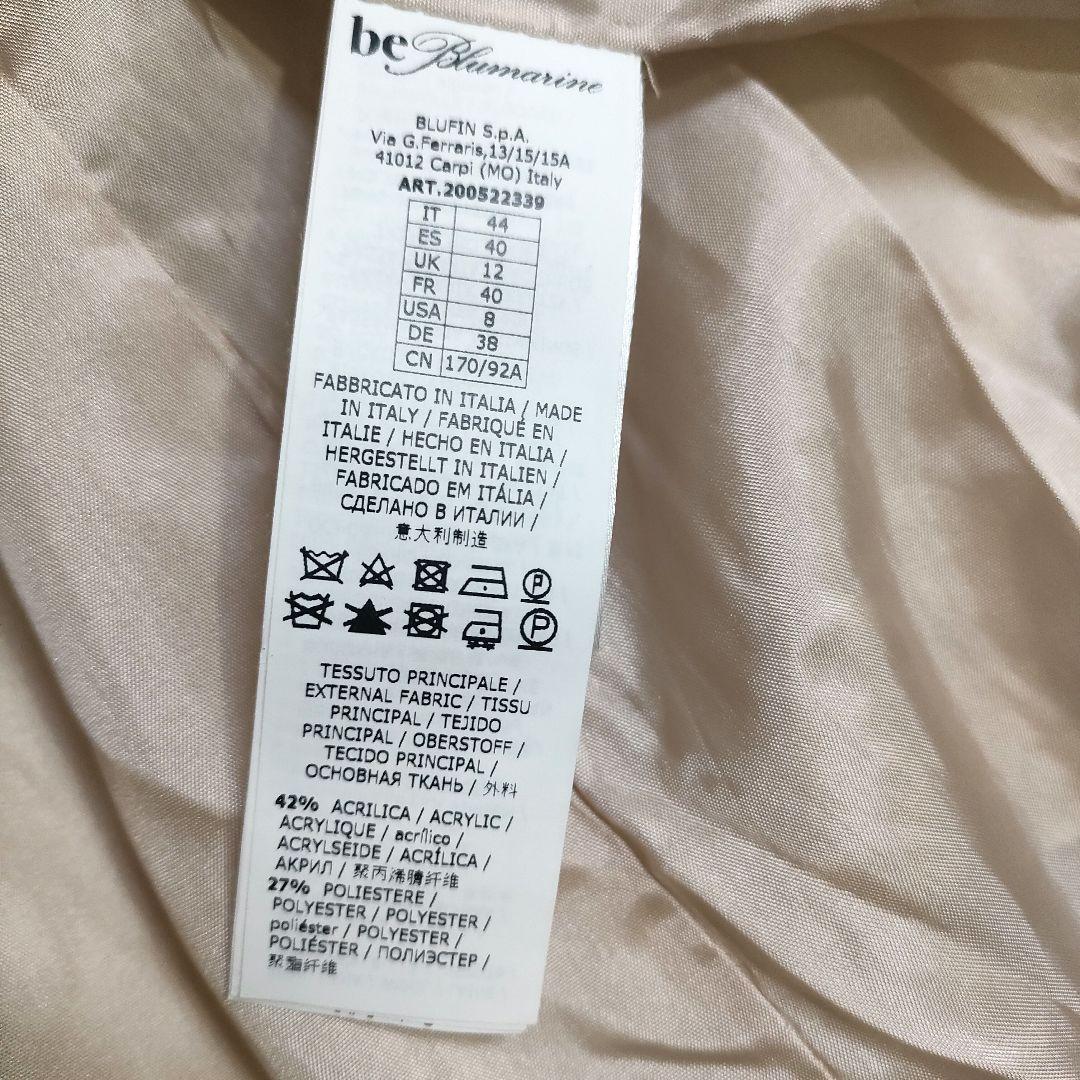 be Blumarine
BLUFIN S.p.A.
Via G.Ferraris,13/15/15A
41012 Carpi (MO) Italy
ART.200522339
IT 44
ES 40
UK 12
FR 40
USA 8
DE 38
CN 170/92A
FABBRICATO IN ITALIA / MADE
IN ITALY / FABRIQUÉ EN
ITALIE / HECHO EN ITALIA /
HERGESTELLT IN ITALIEN /
FABRICADO EM ITÁLIA /
СДЕЛАНО В ИТАЛИИ /
意大利制造
P
P
TESSUTO PRINCIPALE /
EXTERNAL FABRIC / TISSU
PRINCIPAL / TEJIDO
PRINCIPAL / OBERSTOFF /
TECIDO PRINCIPAL /
ОСНОВНАЯ ТКАНЬ / 外料
42% ACRILICA / ACRYLIC /
ACRYLIQUE / acrílico /
ACRYLSEIDE / ACRÍLICA /
АКРИЛ / 聚丙烯腈纤维
27% POLIESTERE /
POLYESTER / POLYESTER /
poliéster / POLYESTER /
POLIÉSTER / ПОЛИЭСТЕР /
聚酯纤维